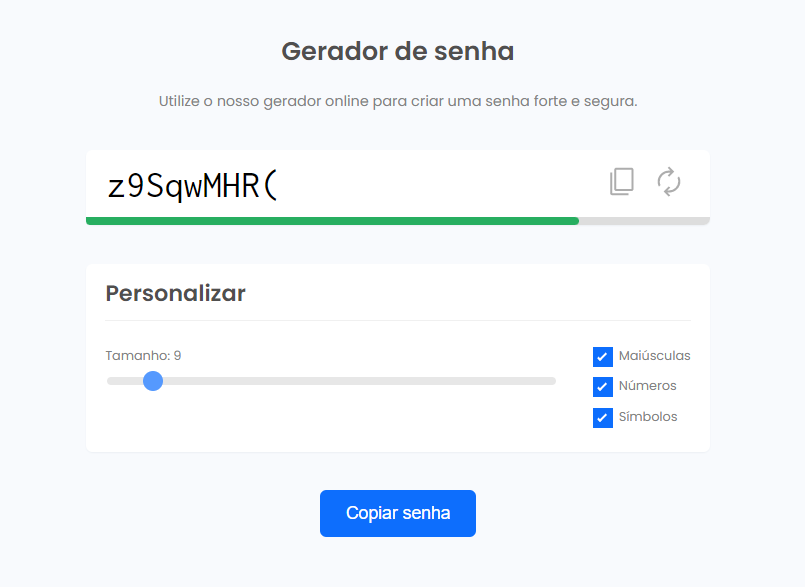 Gerador de senha
Utilize o nosso gerador online para criar uma senha forte e segura.
z9SqwMHR(
Personalizar
Tamanho: 9
Maiúsculas
Números
Símbolos
Copiar senha